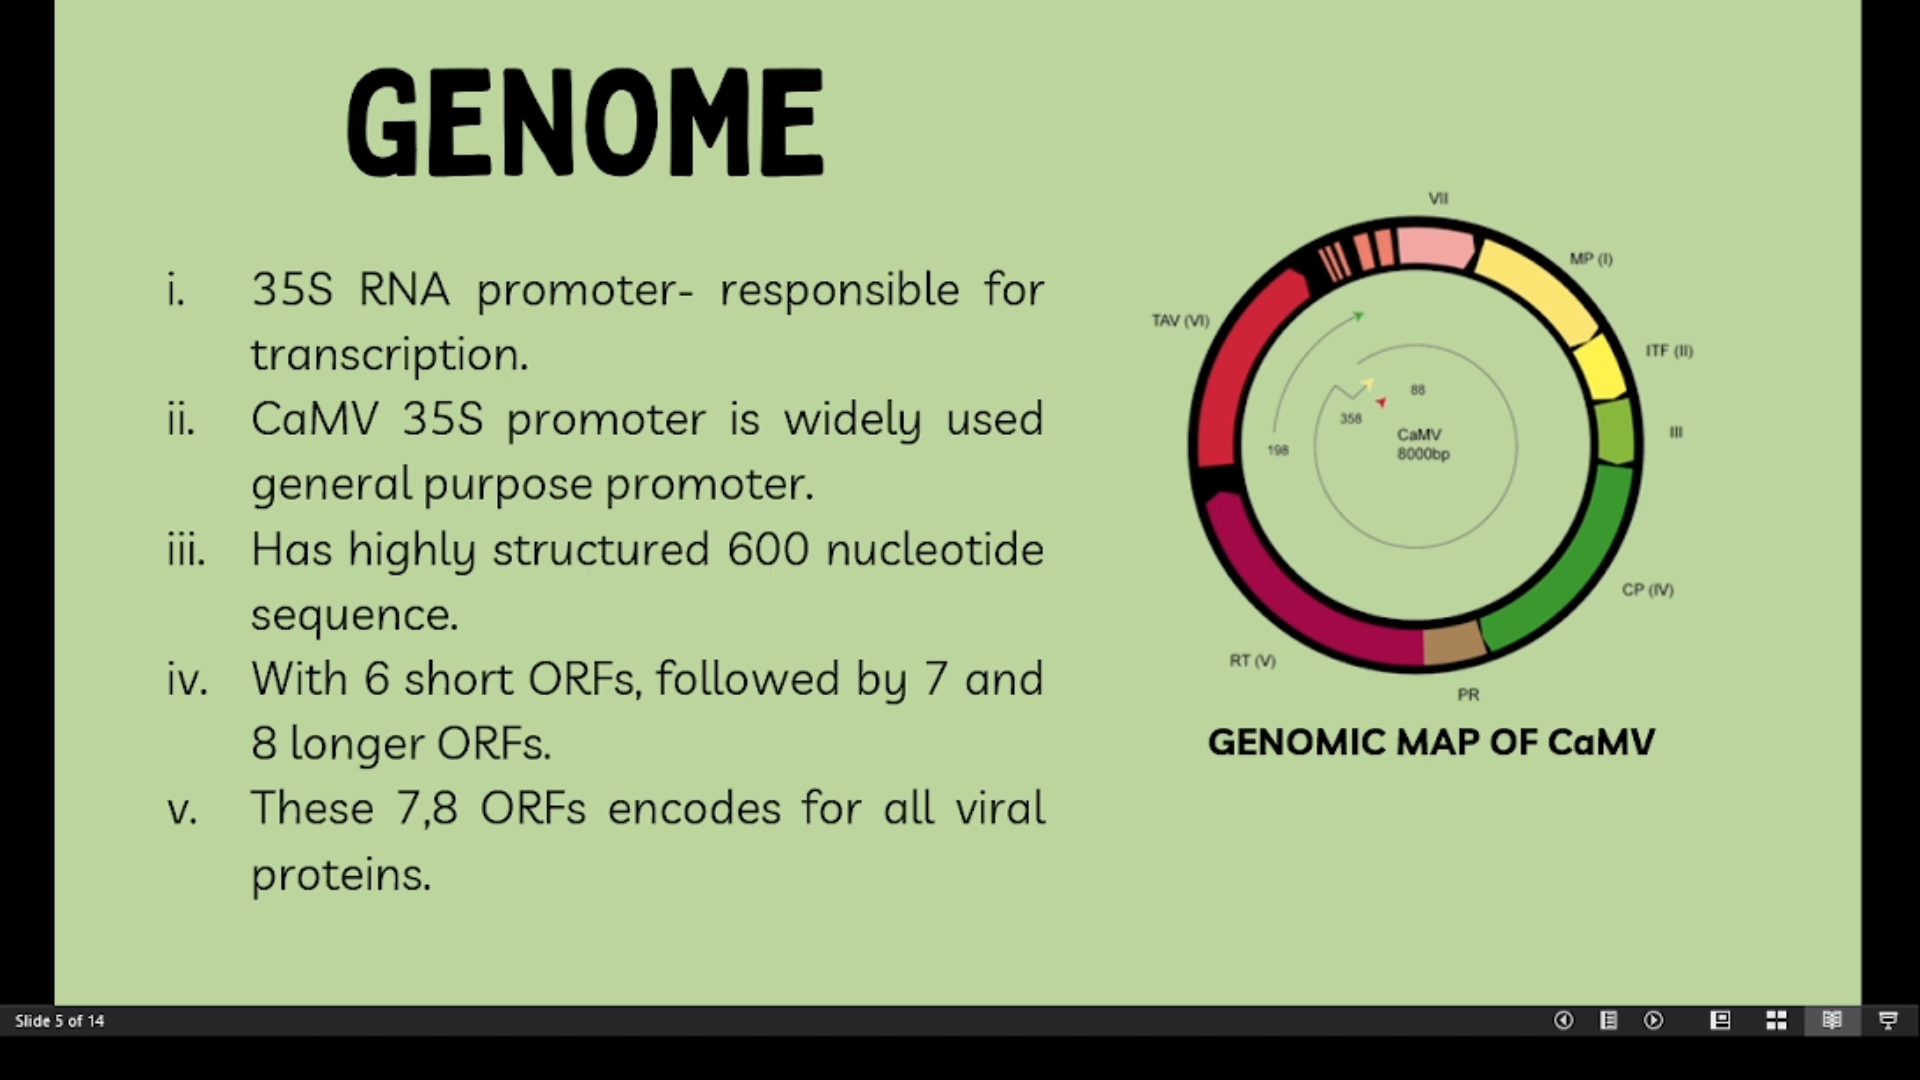 GENOME
i. 35S RNA promoter- responsible for
transcription.
ii. CaMV 35S promoter is widely used
general purpose promoter.
iii. Has highly structured 600 nucleotide
sequence.
iv. With 6 short ORFs, followed by 7 and
8 longer ORFs.
v. These 7,8 ORFs encodes for all viral
proteins.
VII
MP (I)
ITF (II)
III
CP (IV)
PR
RT (V)
TAV (VI)
88
358
198
CaMV
8000bp
GENOMIC MAP OF CaMV
Slide 5 of 14